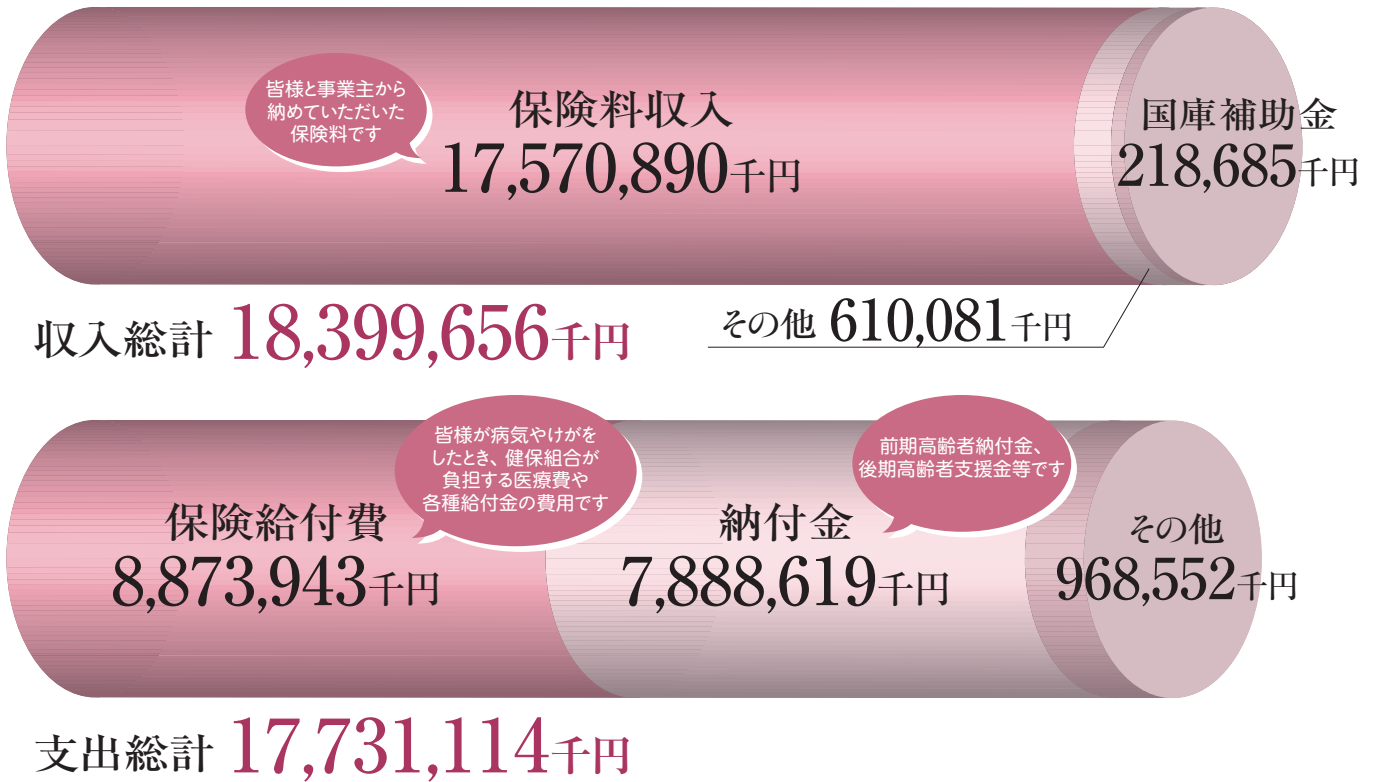 皆様と事業主から
納めていただいた
保険料です
保険料収入
17,570,890千円
国庫補助金
218,685千円
収入総計 18,399,656千円
その他 610,081千円
皆様が病気やけがを
したとき、健保組合が
負担する医療費や
各種給付金の費用です
保険給付費
8,873,943千円
前期高齢者納付金、
後期高齢者支援金等です
納付金
7,888,619千円
その他
968,552千円
支出総計 17,731,114千円